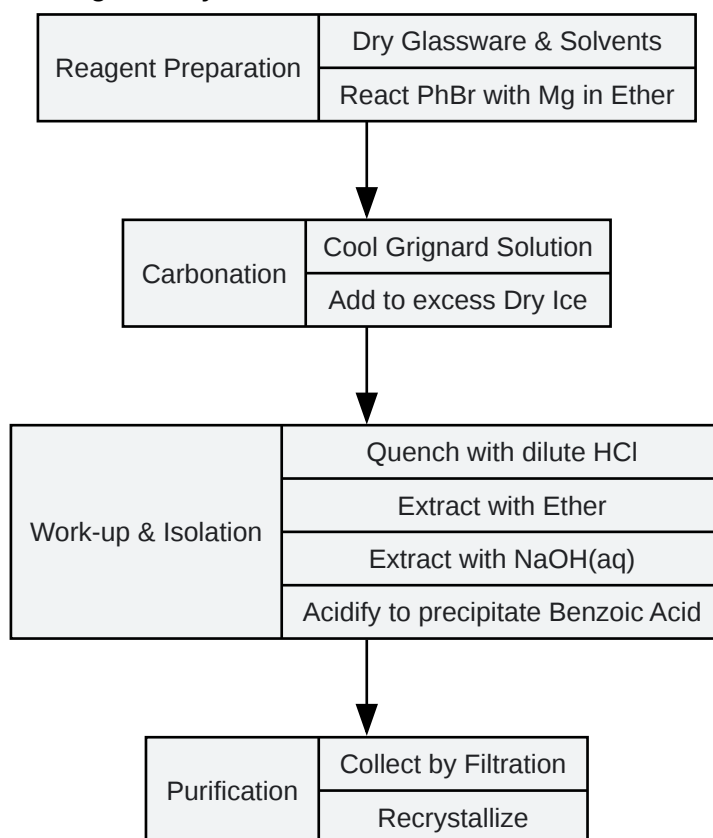 Reagent Preparation
Dry Glassware & Solvents
React PhBr with Mg in Ether
Carbonation
Cool Grignard Solution
Add to excess Dry Ice
Work-up & Isolation
Quench with dilute HCl
Extract with Ether
Extract with NaOH(aq)
Acidify to precipitate Benzoic Acid
Purification
Collect by Filtration
Recrystallize